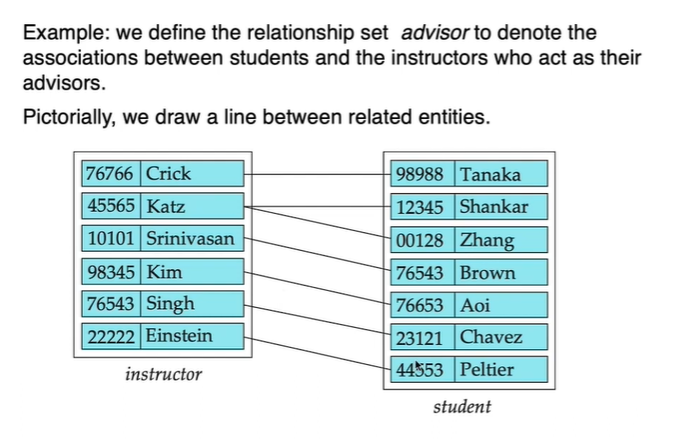 Example: we define the relationship set advisor to denote the
associations between students and the instructors who act as their
advisors.
Pictorially, we draw a line between related entities.
76766 Crick
45565 Katz
10101 Srinivasan
98345 Kim
76543 Singh
22222 Einstein
instructor
98988 Tanaka
12345 Shankar
00128 Zhang
76543 Brown
76653 Aoi
23121 Chavez
44553 Peltier
student